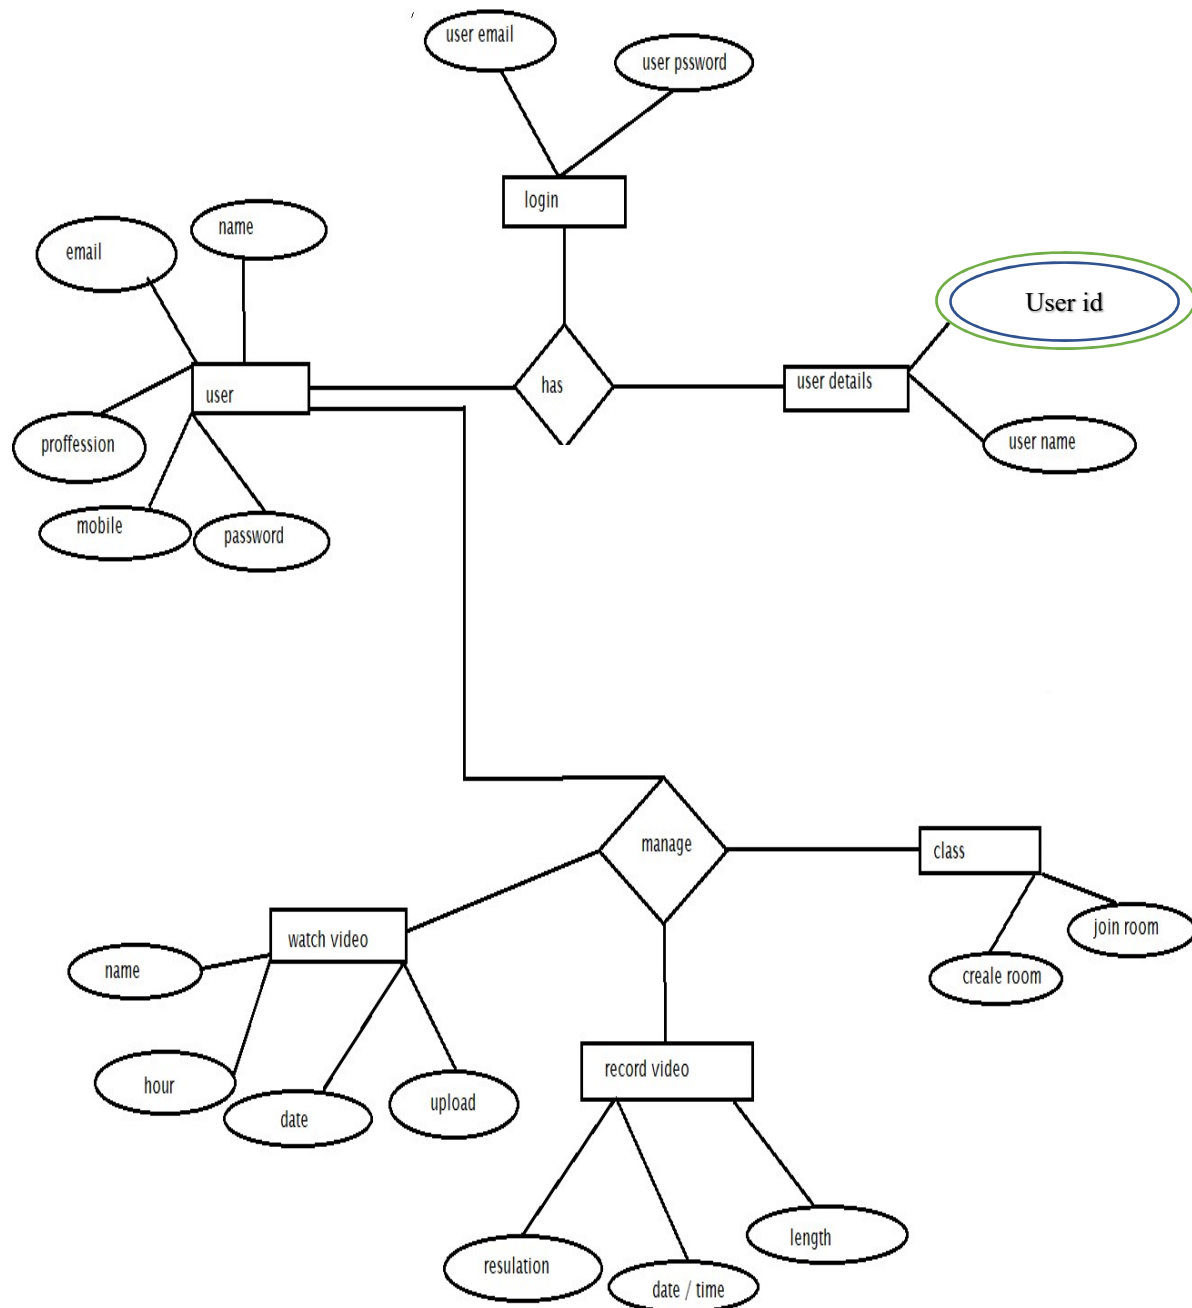 user email
user pssword
login
name
email
User id
user details
has
user
user name
proffession
mobile
password
manage
class
join room
watch video
creale room
name
record video
hour
upload
date
length
resulation
date / time